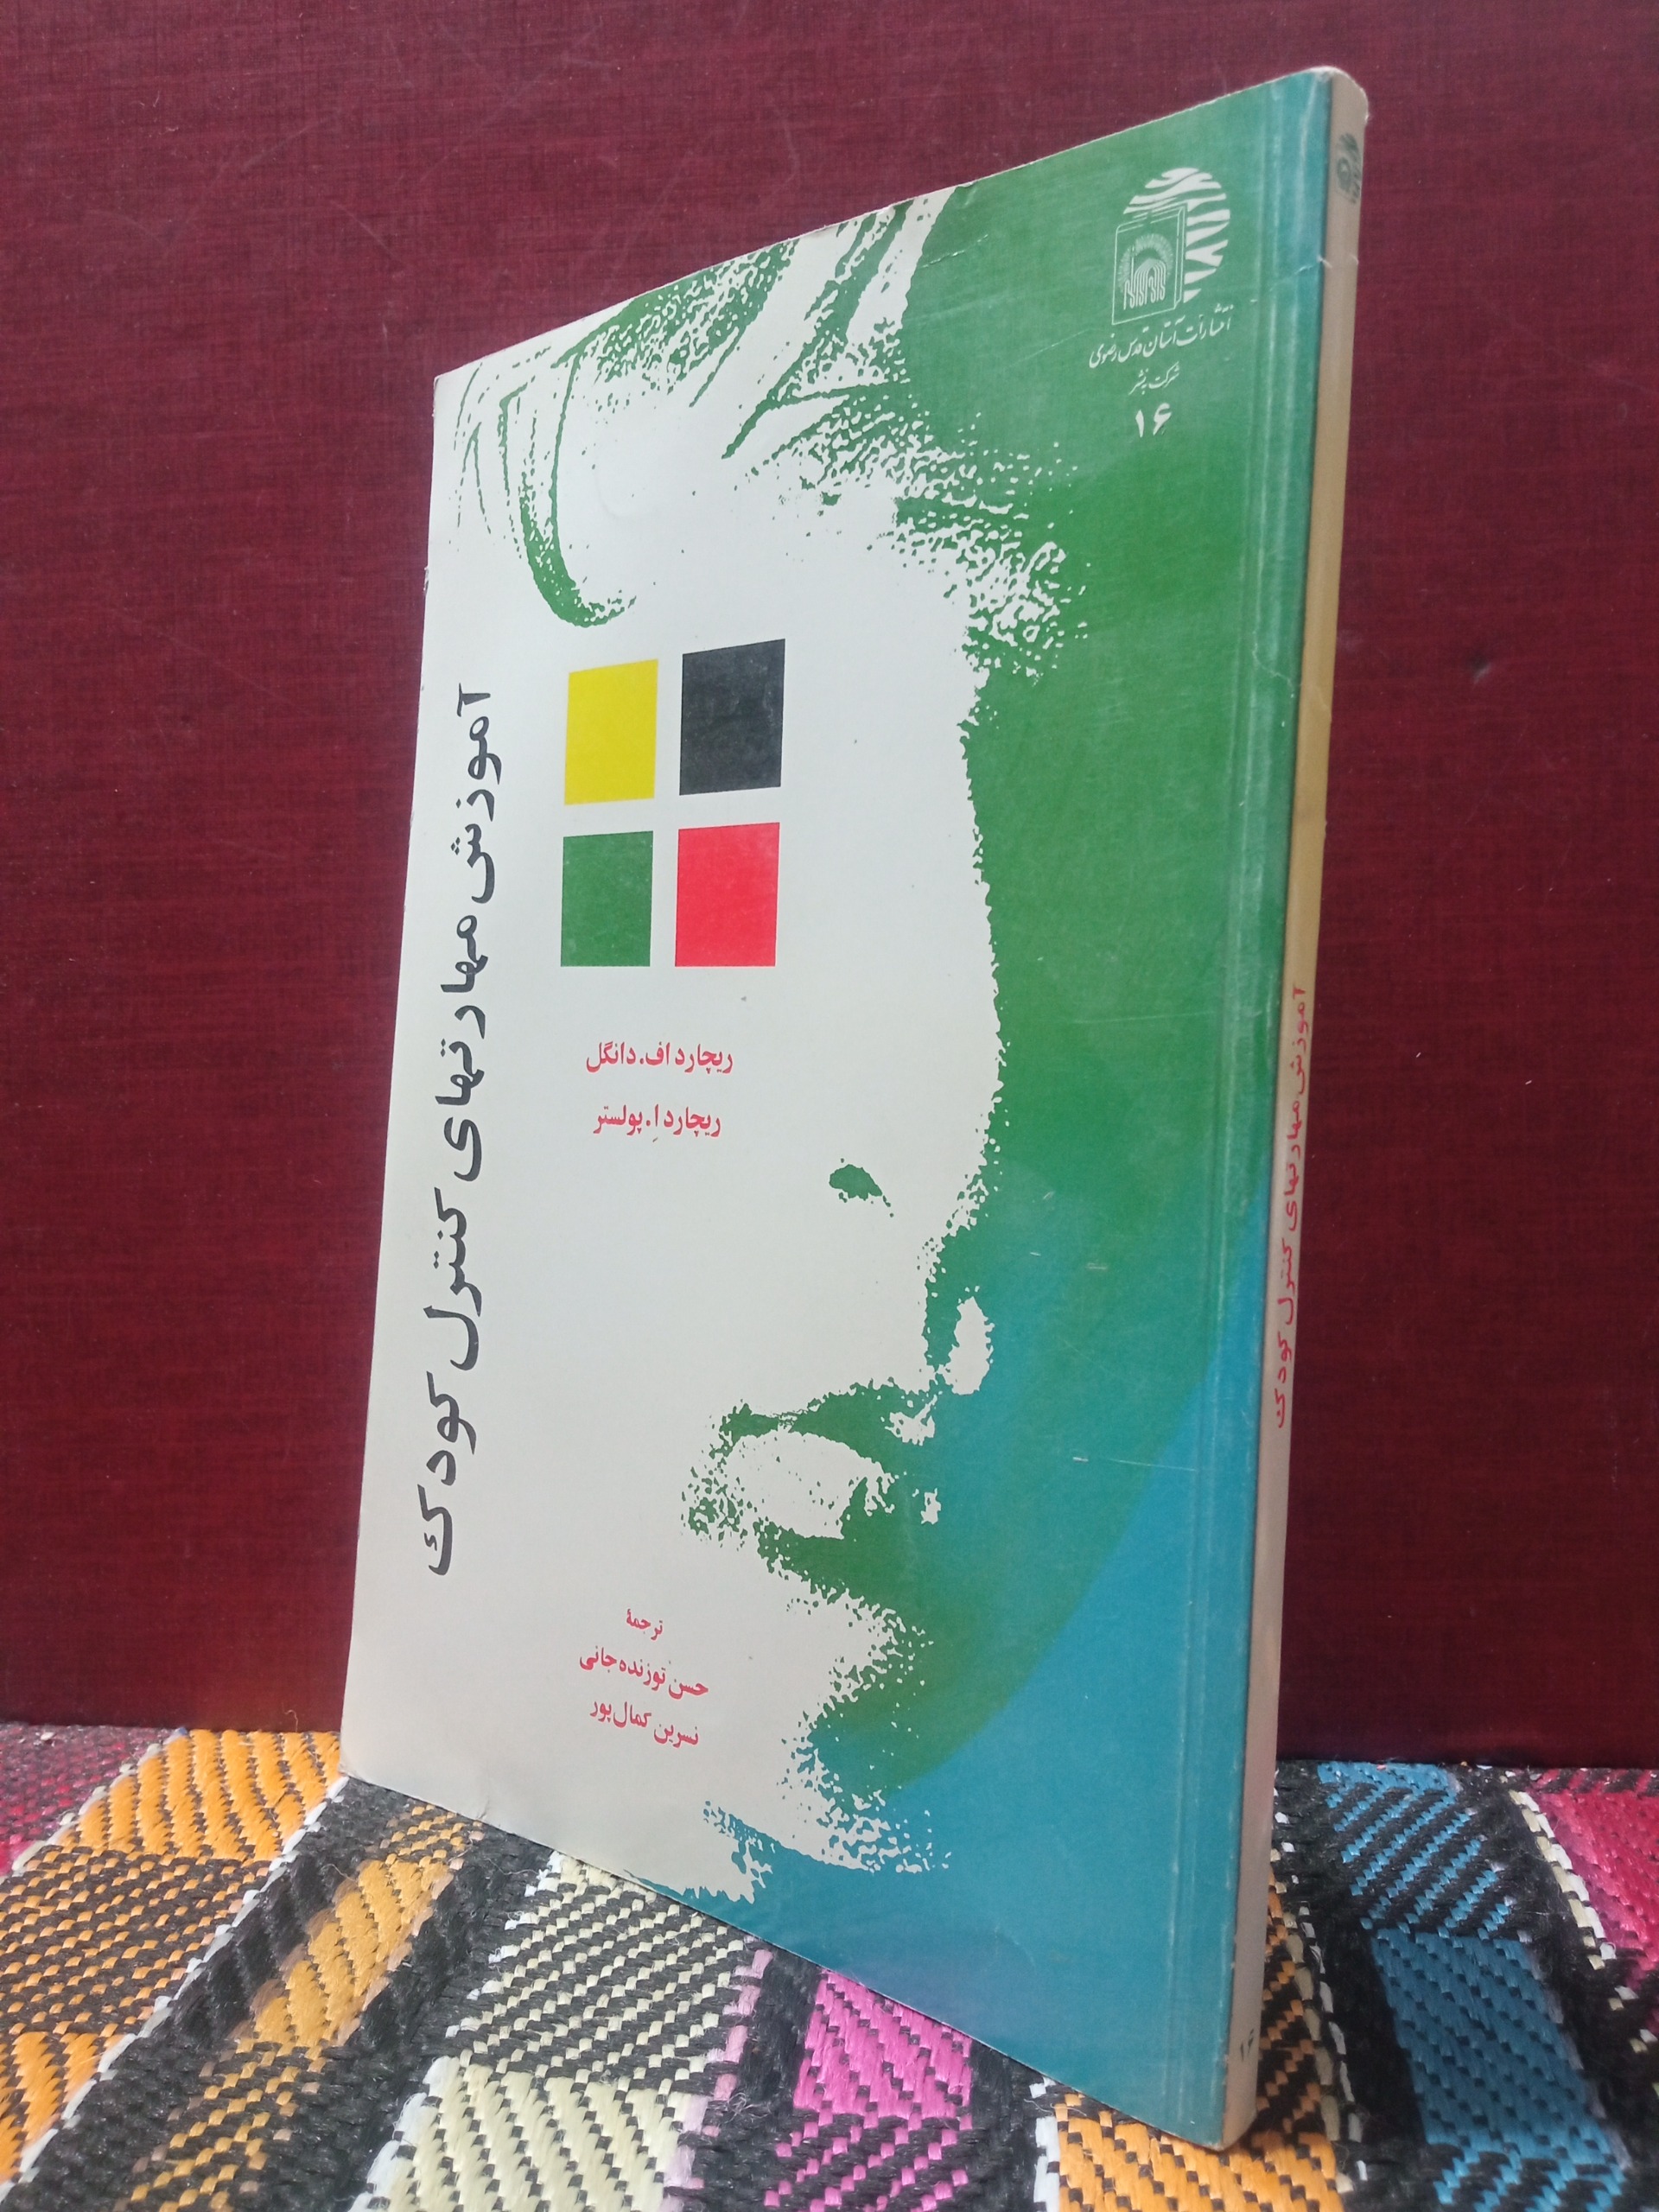 انتشارات آستان قدس رضوی
شرکت به‌نشر
۱۶
آموزش مهارتهای کنترل کودک
ریچارد اف. دانگل
ریچارد اِ. پولستر
ترجمهٔ
حسن توزنده‌جانی
نسرین کمال‌پور
آموزش مهارتهای کنترل کودک
۱۶